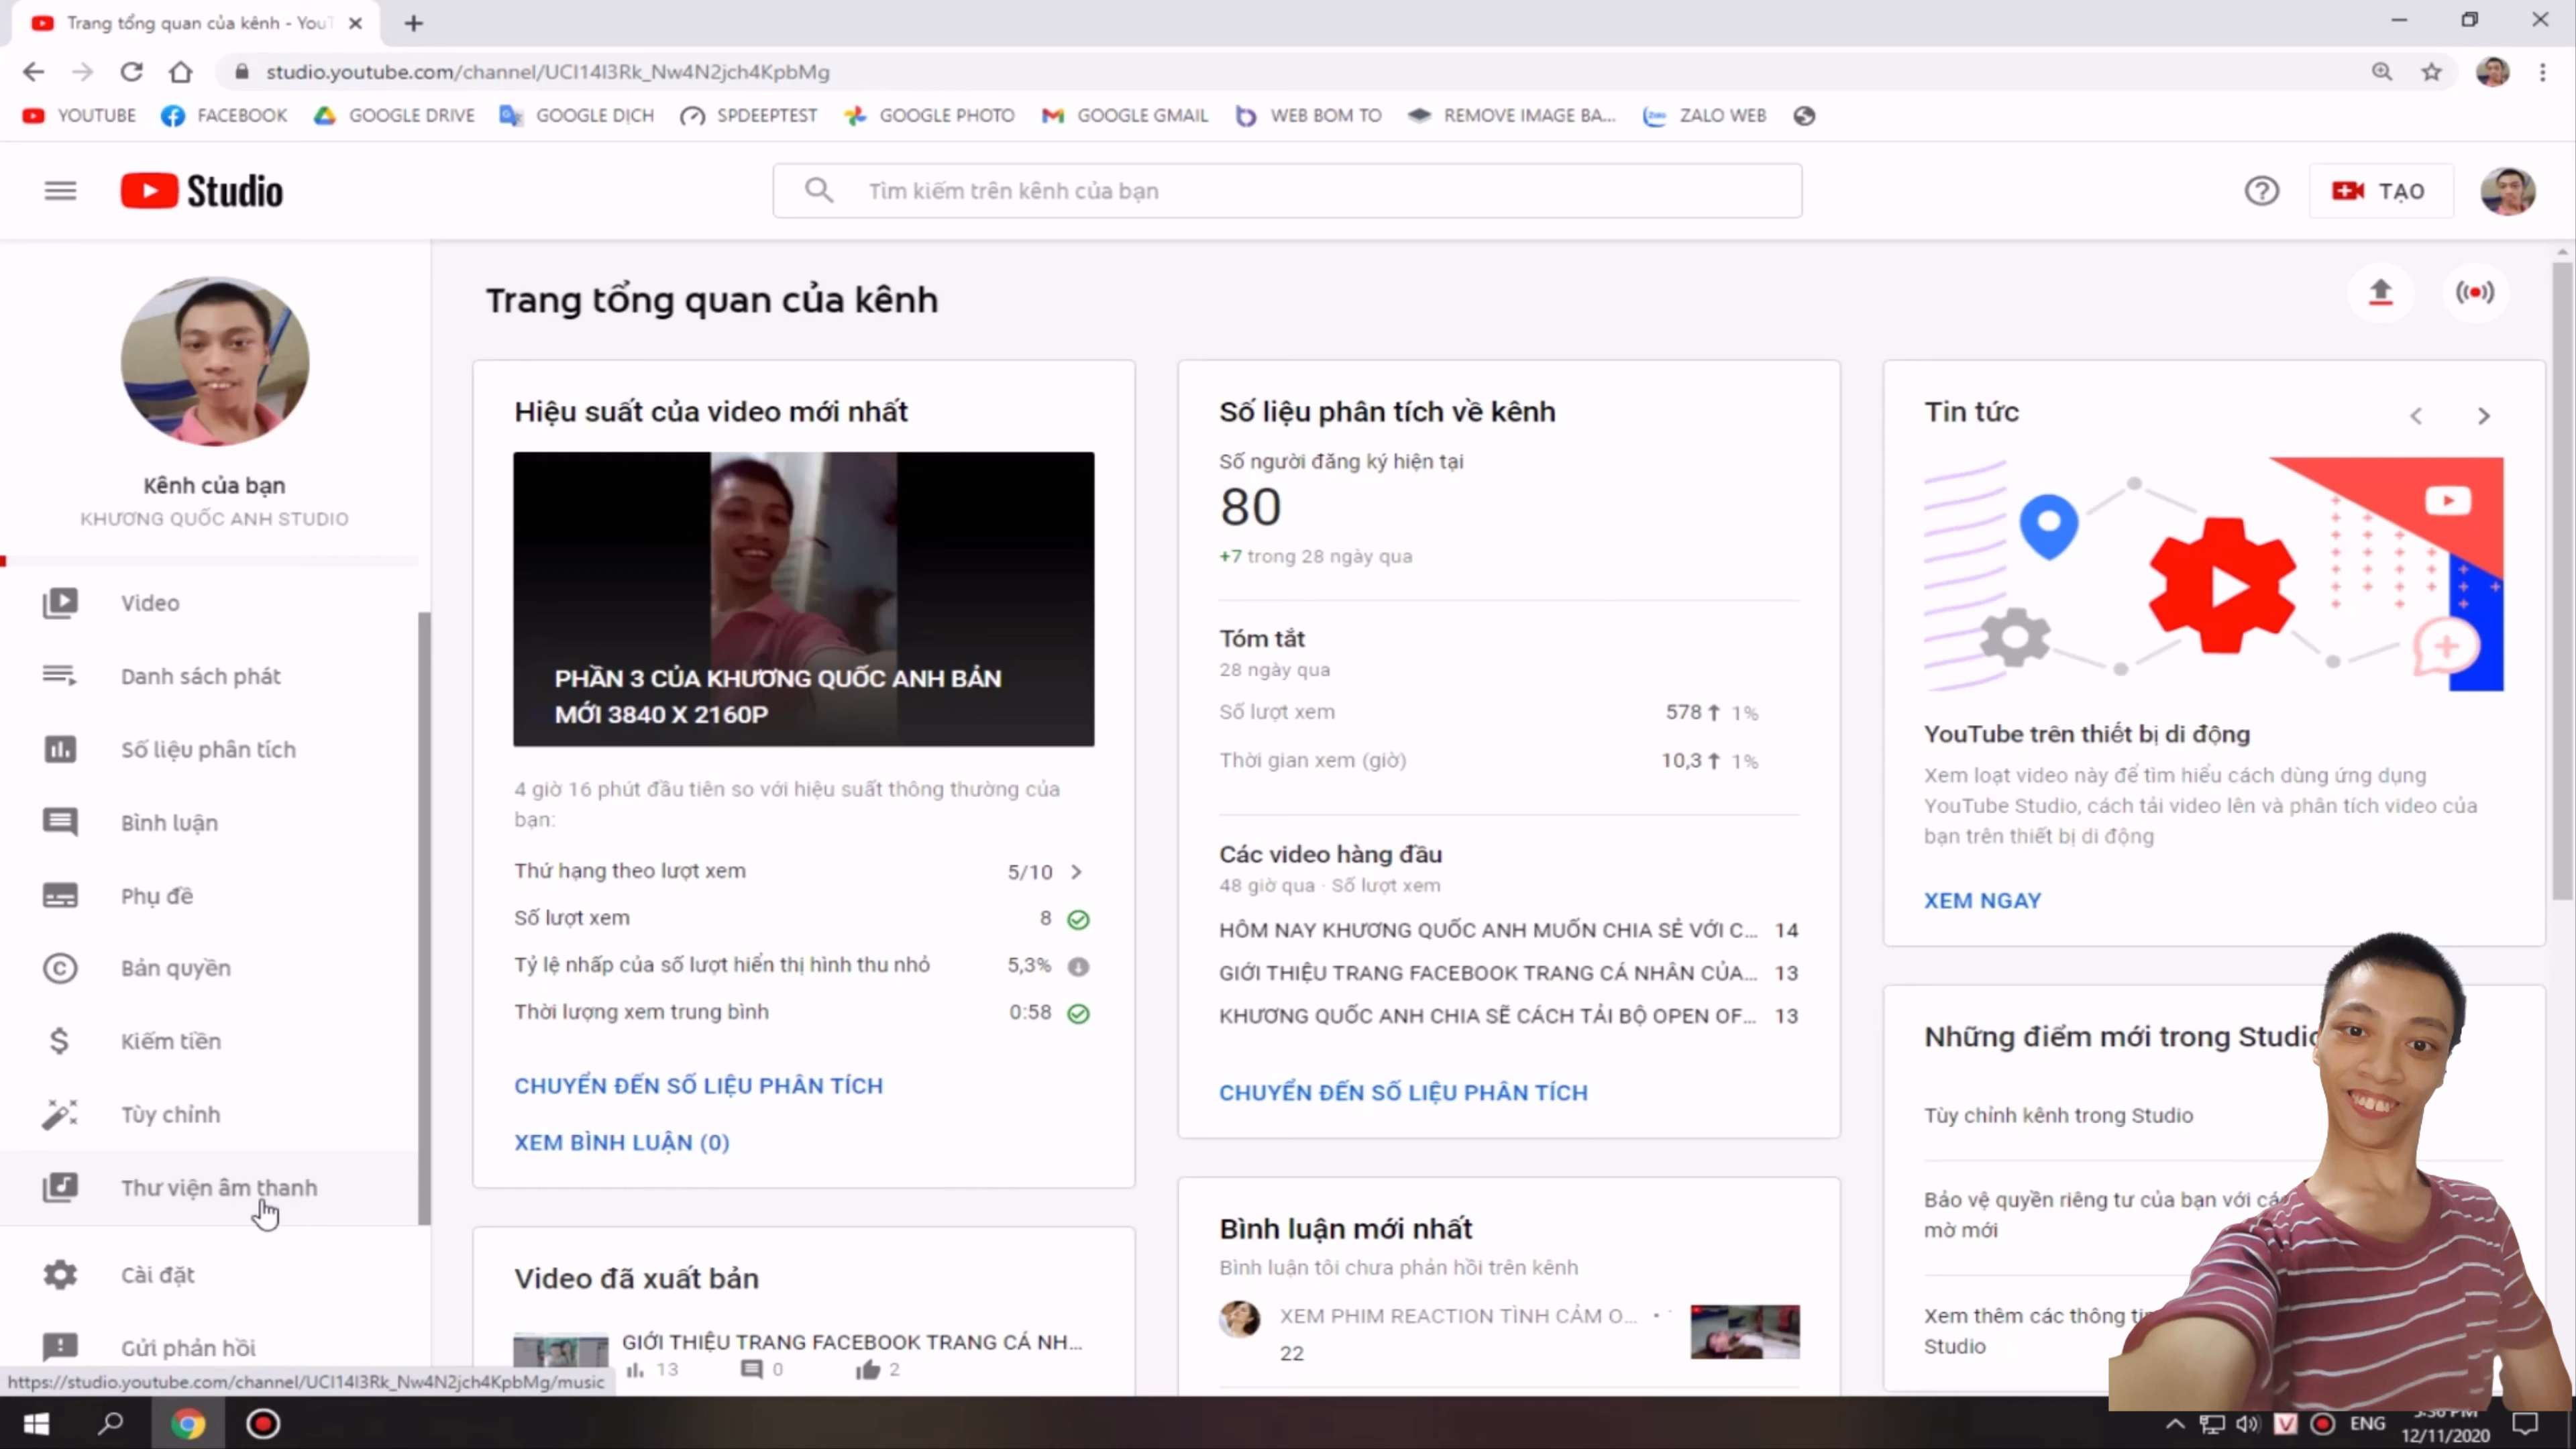 Trang tổng quan của kênh - YouT
studio.youtube.com/channel/UCI14I3Rk_Nw4N2jch4KpbMg
YOUTUBE
FACEBOOK
GOOGLE DRIVE
GOOGLE DỊCH
SPDEEPTEST
GOOGLE PHOTO
GOOGLE GMAIL
WEB BOM TO
REMOVE IMAGE BA...
ZALO WEB
Studio
Tìm kiếm trên kênh của bạn
TẠO
Kênh của bạn
KHƯƠNG QUỐC ANH STUDIO
Video
Danh sách phát
Số liệu phân tích
Bình luận
Phụ đề
Bản quyền
Kiếm tiền
Tùy chỉnh
Thư viện âm thanh
Cài đặt
Gửi phản hồi
https://studio.youtube.com/channel/UCI14I3Rk_Nw4N2jch4KpbMg/music
Trang tổng quan của kênh
Hiệu suất của video mới nhất
PHẦN 3 CỦA KHƯƠNG QUỐC ANH BẢN
MỚI 3840 X 2160P
4 giờ 16 phút đầu tiên so với hiệu suất thông thường của
bạn:
Thứ hạng theo lượt xem 5/10
Số lượt xem 8
Tỷ lệ nhấp của số lượt hiển thị hình thu nhỏ 5,3%
Thời lượng xem trung bình 0:58
CHUYỂN ĐẾN SỐ LIỆU PHÂN TÍCH
XEM BÌNH LUẬN (0)
Video đã xuất bản
GIỚI THIỆU TRANG FACEBOOK TRANG CÁ NH...
13 0 2
Số liệu phân tích về kênh
Số người đăng ký hiện tại
80
+7 trong 28 ngày qua
Tóm tắt
28 ngày qua
Số lượt xem 578 1%
Thời gian xem (giờ) 10,3 1%
Các video hàng đầu
48 giờ qua · Số lượt xem
HÔM NAY KHƯƠNG QUỐC ANH MUỐN CHIA SẺ VỚI C... 14
GIỚI THIỆU TRANG FACEBOOK TRANG CÁ NHÂN CỦA... 13
KHƯƠNG QUỐC ANH CHIA SẼ CÁCH TẢI BỘ OPEN OF... 13
CHUYỂN ĐẾN SỐ LIỆU PHÂN TÍCH
Bình luận mới nhất
Bình luận tôi chưa phản hồi trên kênh
XEM PHIM REACTION TÌNH CẢM O...
22
Tin tức
YouTube trên thiết bị di động
Xem loạt video này để tìm hiểu cách dùng ứng dụng
YouTube Studio, cách tải video lên và phân tích video của
bạn trên thiết bị di động
XEM NGAY
Những điểm mới trong Studio
Tùy chỉnh kênh trong Studio
Bảo vệ quyền riêng tư của bạn với
mờ mới
Xem thêm các thông
Studio
ENG
12/11/2020